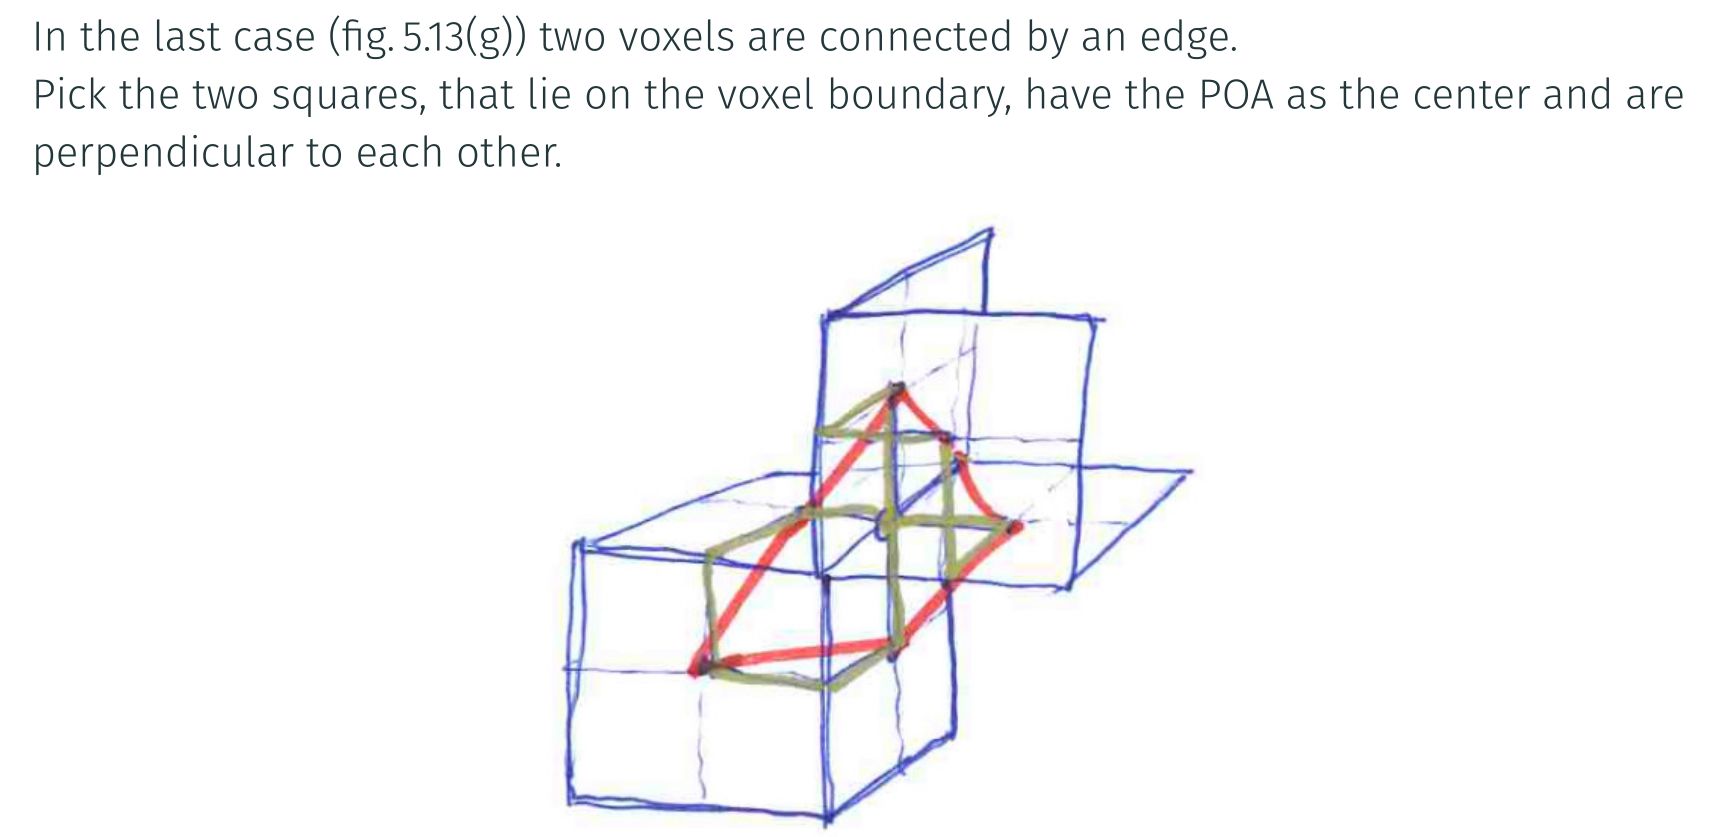 In the last case (fig. 5.13(g)) two voxels are connected by an edge.
Pick the two squares, that lie on the voxel boundary, have the POA as the center and are
perpendicular to each other.